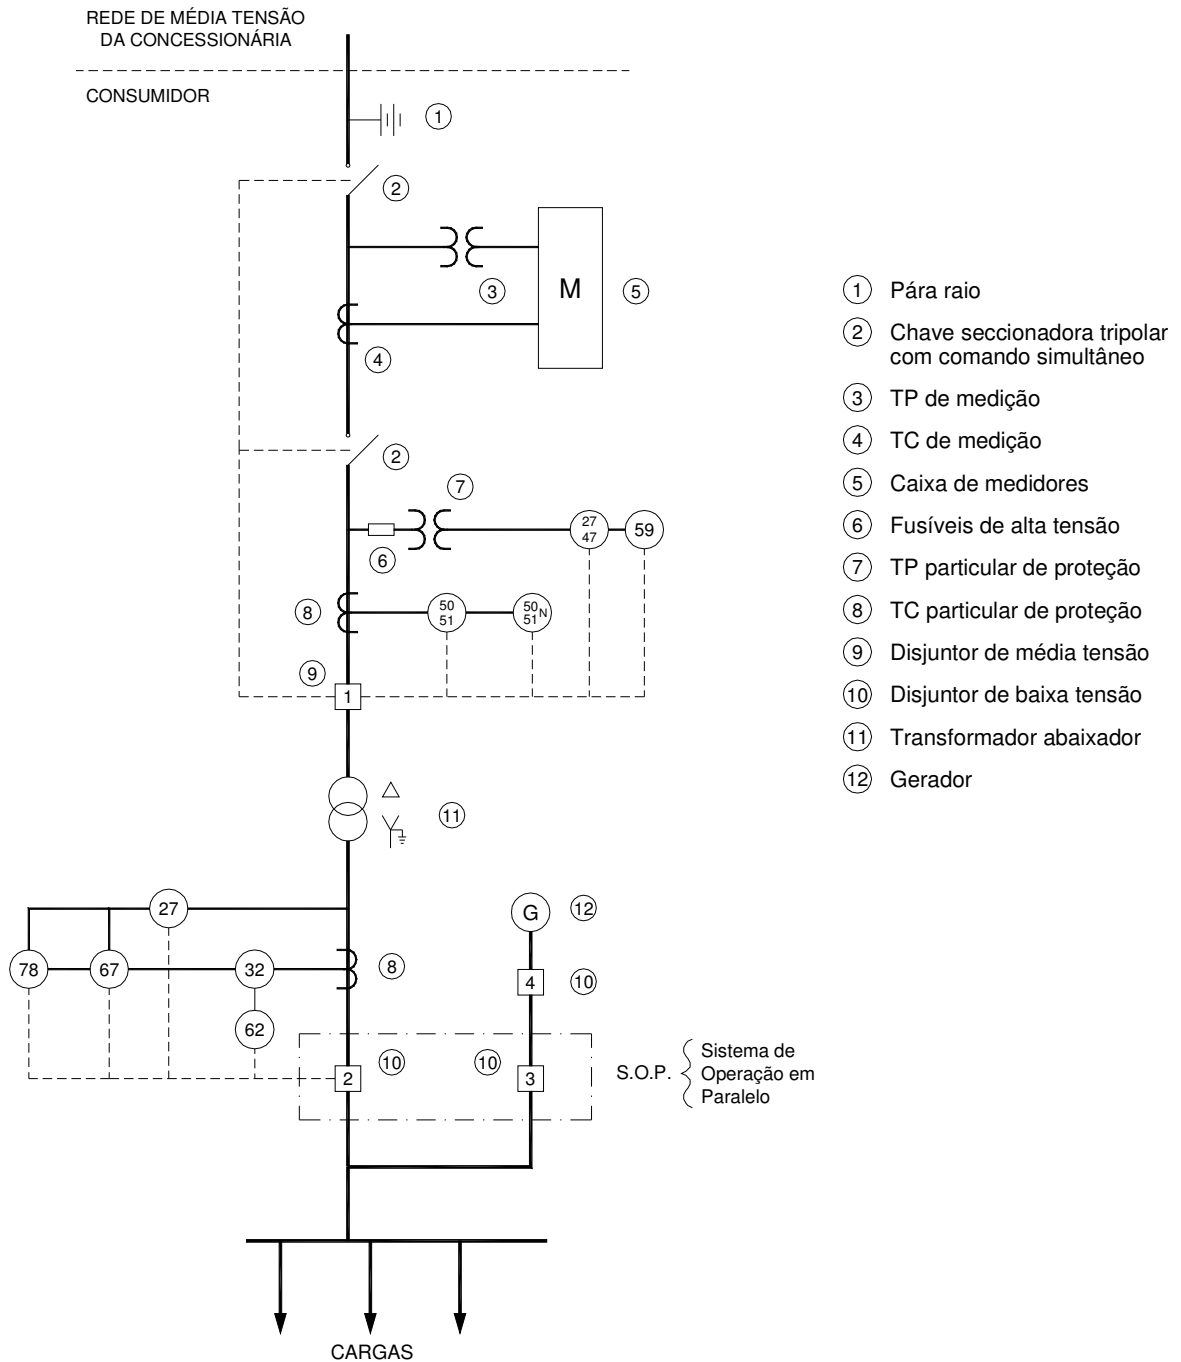 REDE DE MÉDIA TENSÃO
DA CONCESSIONÁRIA
CONSUMIDOR
1
2
M
3
5
4
2
7
27
47
59
6
8
50
51
50
51 N
9
1
11
27
G
12
78
67
32
8
4
10
62
10
10
2
3
S.O.P.
Sistema de
Operação em
Paralelo
CARGAS
1 Pára raio
2 Chave seccionadora tripolar
com comando simultâneo
3 TP de medição
4 TC de medição
5 Caixa de medidores
6 Fusíveis de alta tensão
7 TP particular de proteção
8 TC particular de proteção
9 Disjuntor de média tensão
10 Disjuntor de baixa tensão
11 Transformador abaixador
12 Gerador